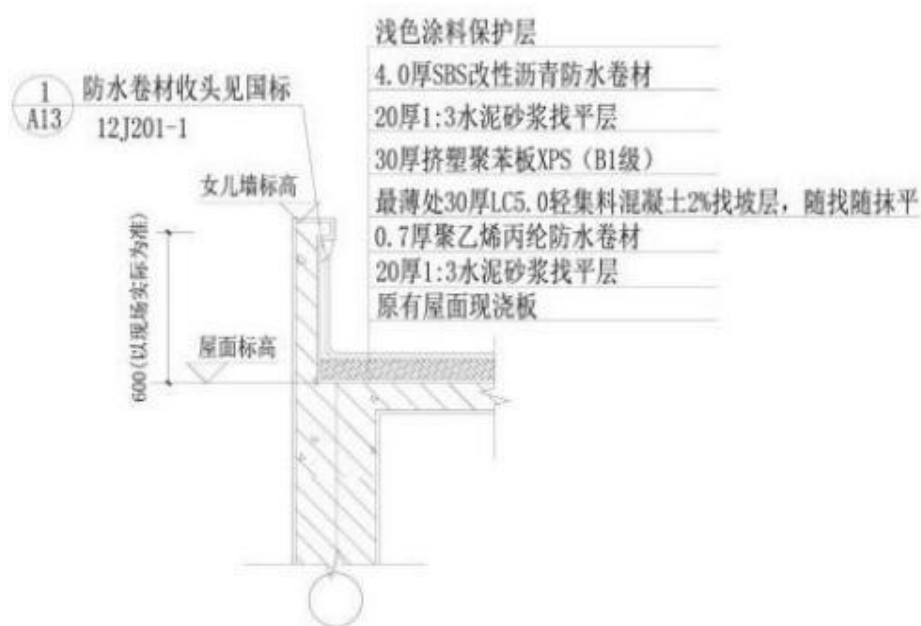 浅色涂料保护层
4.0厚SBS改性沥青防水卷材
20厚1:3水泥砂浆找平层
30厚挤塑聚苯板XPS（B1级）
最薄处30厚LC5.0轻集料混凝土2%找坡层，随找随抹平
0.7厚聚乙烯丙纶防水卷材
20厚1:3水泥砂浆找平层
原有屋面现浇板
1
A13
防水卷材收头见国标
12J201-1
女儿墙标高
600(以现场实际为准)
屋面标高